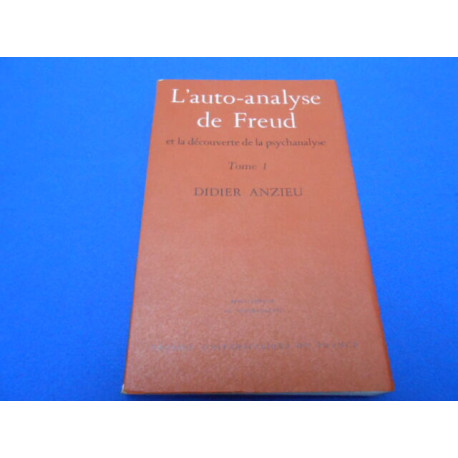 L'auto-analyse
de Freud
et la découverte de la psychanalyse
Tome 1
DIDIER ANZIEU